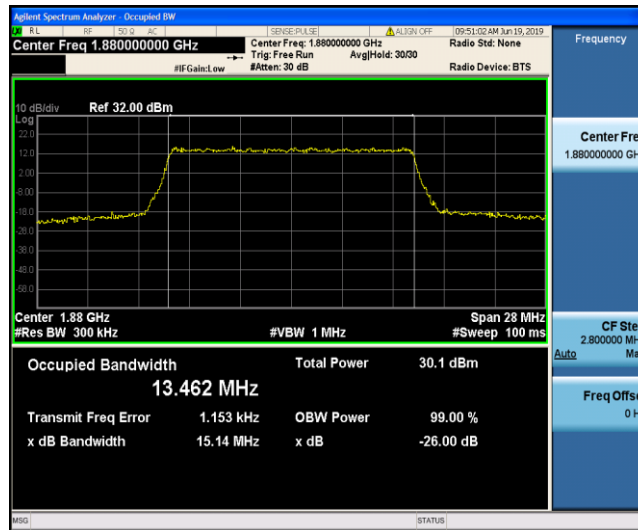 Agilent Spectrum Analyzer - Occupied BW
RL RF 50 Ω AC SENSE:PULSE ALIGN OFF 09:51:02 AM Jun 19, 2019
Center Freq 1.880000000 GHz Center Freq: 1.880000000 GHz Radio Std: None Frequency
Trig: Free Run Avg|Hold: 30/30
#IFGain:Low #Atten: 30 dB Radio Device: BTS
10 dB/div Ref 32.00 dBm
Log
22.0
12.0
2.00
-8.00
-18.0
-28.0
-38.0
-48.0
-58.0
Center Fre
1.880000000 GH
Center 1.88 GHz Span 28 MHz
#Res BW 300 kHz #VBW 1 MHz #Sweep 100 ms
CF Ste
2.800000 MH
Auto Ma
Occupied Bandwidth Total Power 30.1 dBm
13.462 MHz
Freq Offse
0 H
Transmit Freq Error 1.153 kHz OBW Power 99.00 %
x dB Bandwidth 15.14 MHz x dB -26.00 dB
MSG STATUS